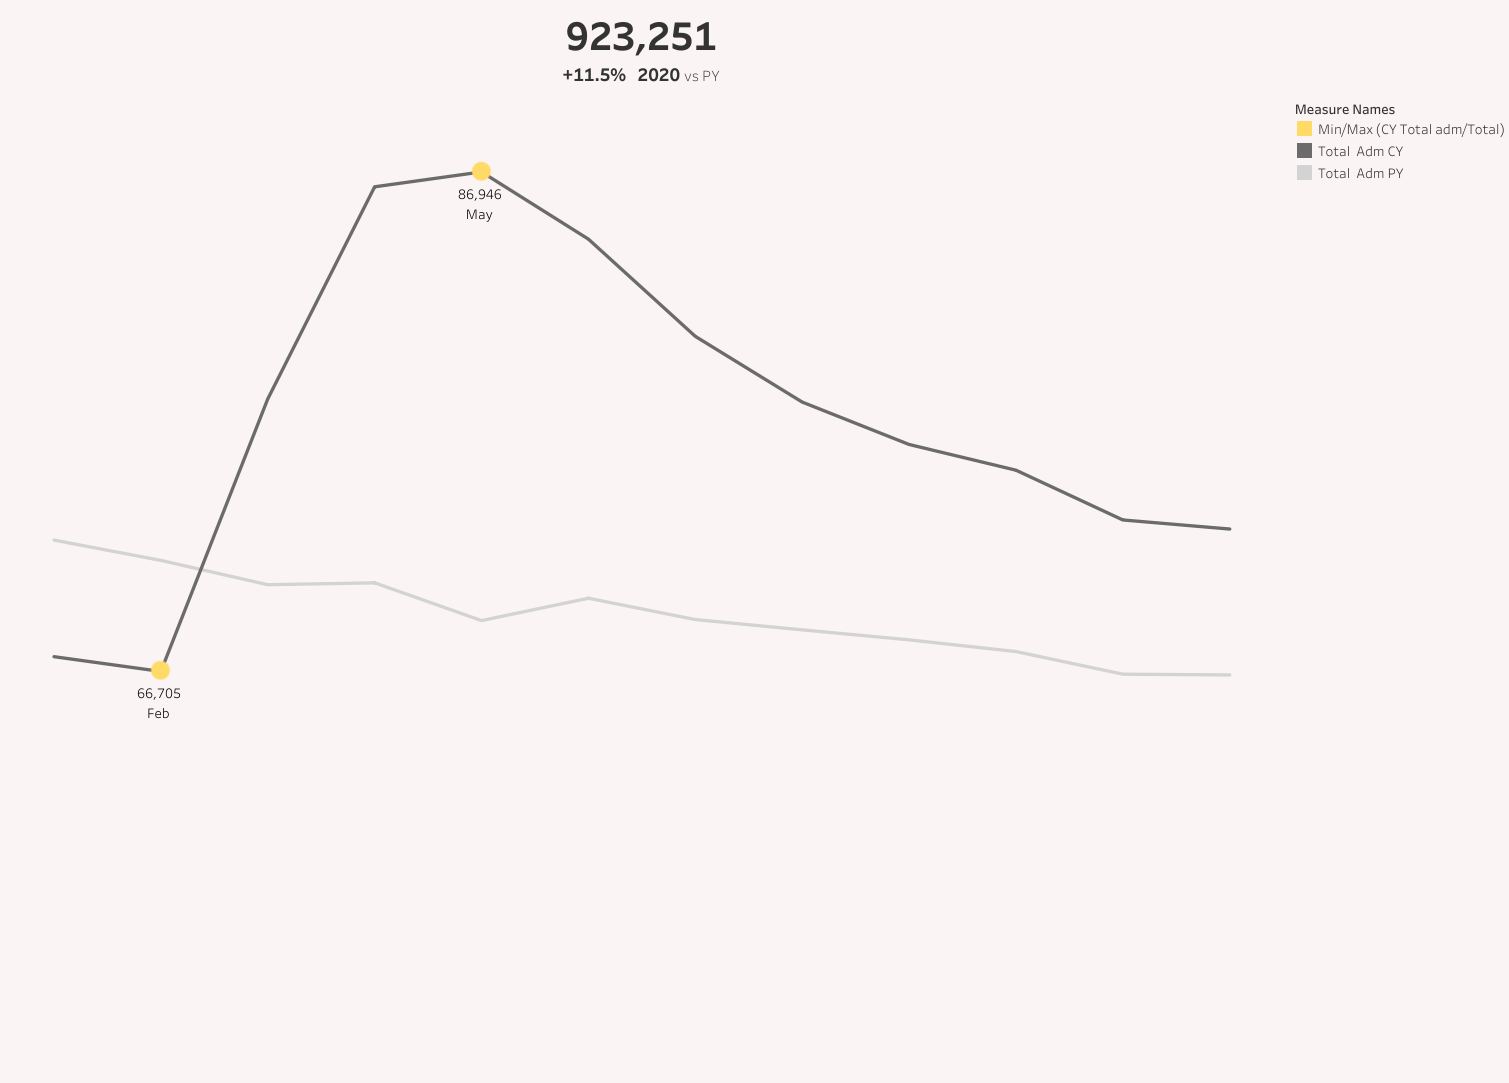 923,251
+11.5% 2020 vs PY
Measure Names
Min/Max (CY Total adm/Total)
Total Adm CY
Total Adm PY
86,946
May
66,705
Feb